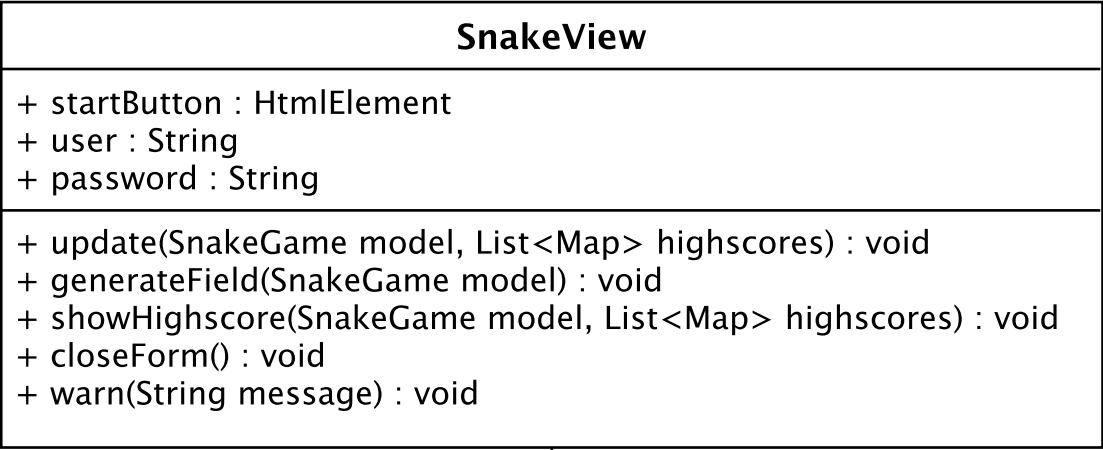 SnakeView
+ startButton : HtmlElement
+ user : String
+ password : String
+ update(SnakeGame model, List<Map> highscores) : void
+ generateField(SnakeGame model) : void
+ showHighscore(SnakeGame model, List<Map> highscores) : void
+ closeForm() : void
+ warn(String message) : void